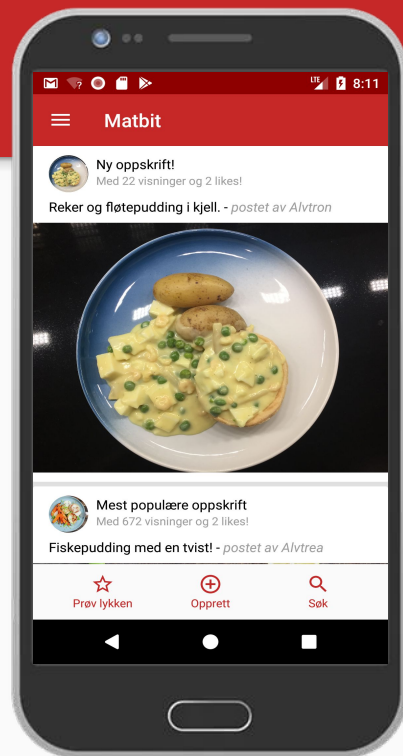 LTE 8:11
Matbit
Ny oppskrift!
Med 22 visninger og 2 likes!
Reker og fløtepudding i kjell. - postet av Alvtron
Mest populære oppskrift
Med 672 visninger og 2 likes!
Fiskepudding med en tvist! - postet av Alvtrea
Prøv lykken
Opprett
Søk